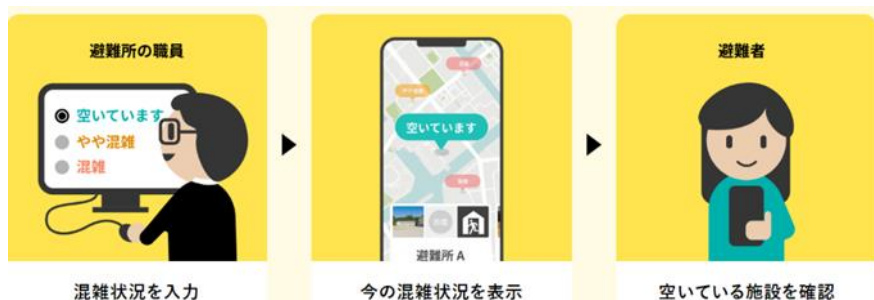 避難所の職員
空いています
やや混雑
混雑
混雑状況を入力
空いています
避難所 A
今の混雑状況を表示
避難者
空いている施設を確認